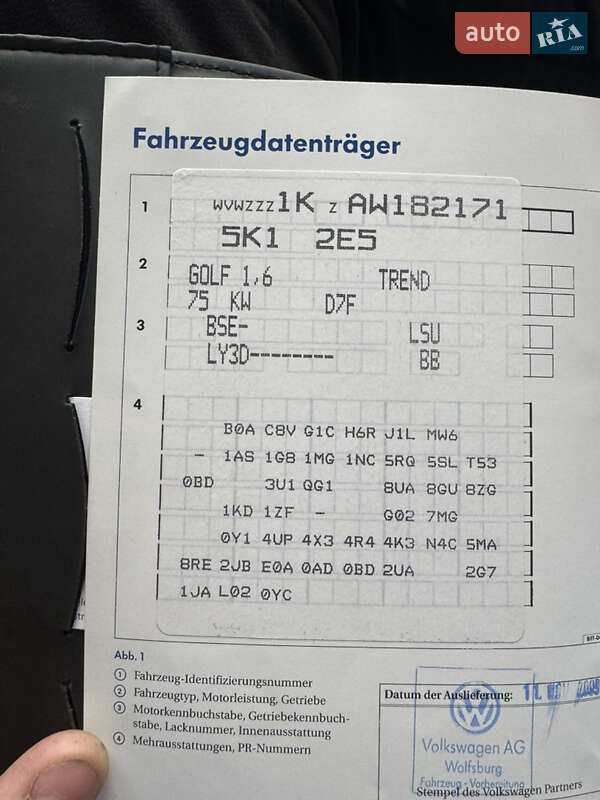 auto RIA .com
Fahrzeugdatenträger
1 WVWZZZ1K Z AW182171
5K1 2E5
2 GOLF 1,6 TREND
75 KW D7F
3 BSE- LSU
LY3D-------- BB
4
B0A C8V G1C H6R J1L MW6
- 1AS 1G8 1MG 1NC 5RQ 5SL T53
0BD 3U1 QG1 8UA 8GU 8ZG
1KD 1ZF - G02 7MG
0Y1 4UP 4X3 4R4 4K3 N4C 5MA
8RE 2JB E0A 0AD 0BD 2UA 2G7
1JA L02 0YC
Abb. 1
1 Fahrzeug-Identifizierungsnummer
2 Fahrzeugtyp, Motorleistung, Getriebe
3 Motorkennbuchstabe, Getriebekennbuch-
stabe, Lacknummer, Innenausstattung
4 Mehrausstattungen, PR-Nummern
Datum der Auslieferung:
Volkswagen AG
Wolfsburg
Fahrzeug - Vorbereitung
Stempel des Volkswagen Partners